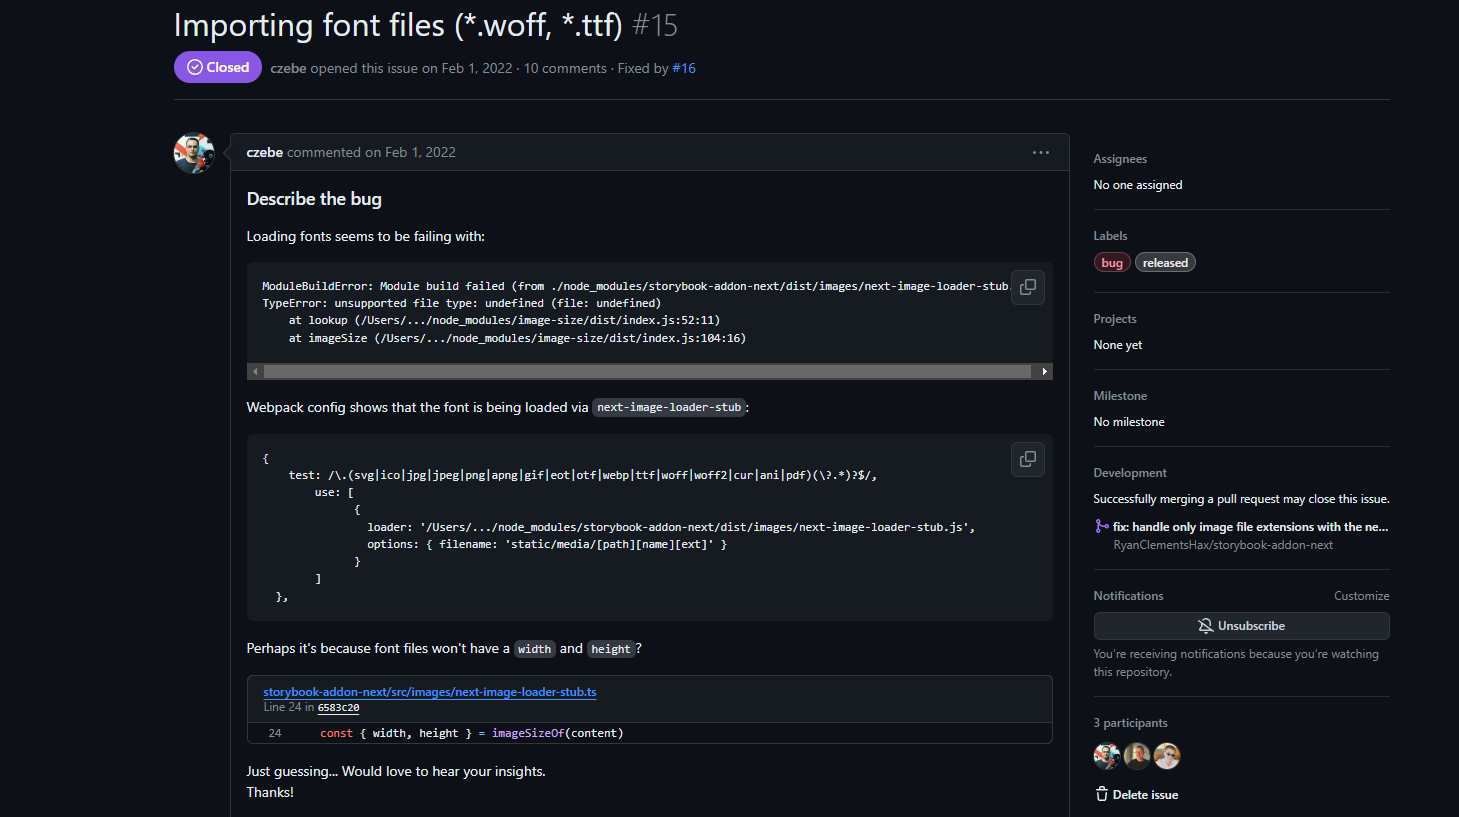 Importing font files (*.woff, *.ttf) #15
Closed czebe opened this issue on Feb 1, 2022 · 10 comments · Fixed by #16
czebe commented on Feb 1, 2022
Describe the bug
Loading fonts seems to be failing with:
ModuleBuildError: Module build failed (from ./node_modules/storybook-addon-next/dist/images/next-image-loader-stub.
TypeError: unsupported file type: undefined (file: undefined)
    at lookup (/Users/.../node_modules/image-size/dist/index.js:52:11)
    at imageSize (/Users/.../node_modules/image-size/dist/index.js:104:16)
Webpack config shows that the font is being loaded via next-image-loader-stub:
{
    test: /\.(svg|ico|jpg|jpeg|png|apng|gif|eot|otf|webp|ttf|woff|woff2|cur|ani|pdf)(\?.*)?$/,
        use: [
              {
                loader: '/Users/.../node_modules/storybook-addon-next/dist/images/next-image-loader-stub.js',
                options: { filename: 'static/media/[path][name][ext]' }
              }
        ]
  },
Perhaps it's because font files won't have a width and height?
storybook-addon-next/src/images/next-image-loader-stub.ts
Line 24 in 6583c20
24 const { width, height } = imageSizeOf(content)
Just guessing... Would love to hear your insights.
Thanks!
Assignees
No one assigned
Labels
bug released
Projects
None yet
Milestone
No milestone
Development
Successfully merging a pull request may close this issue.
fix: handle only image file extensions with the ne...
RyanClementsHax/storybook-addon-next
Notifications Customize
Unsubscribe
You're receiving notifications because you're watching
this repository.
3 participants
Delete issue